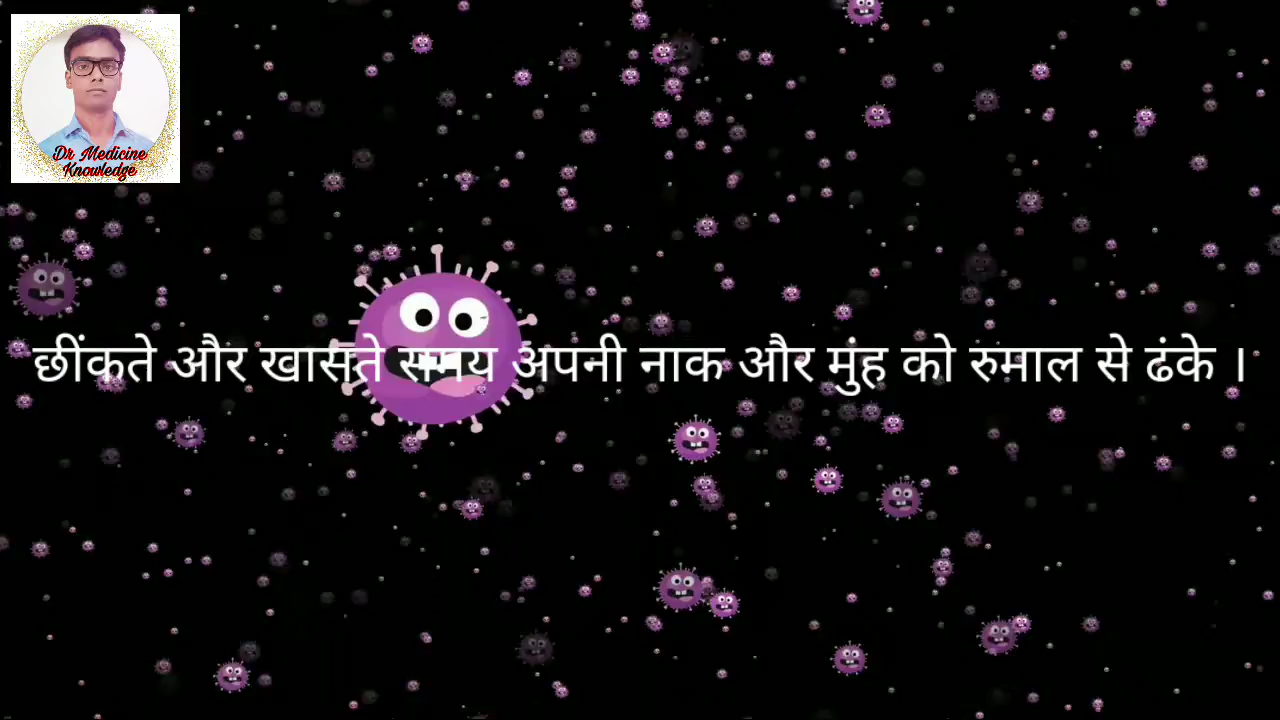 Dr Medicine
Knowledge
छींकते और खासते समय अपनी नाक और मुंह को रुमाल से ढंके ।